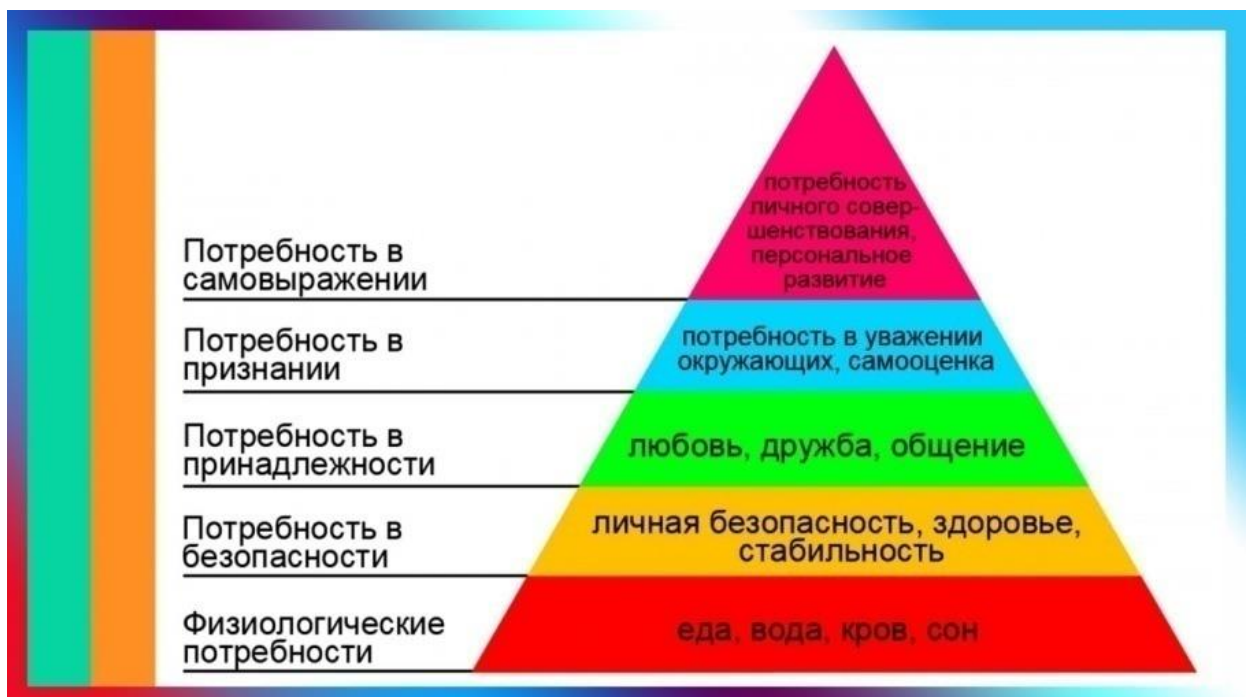 потребность
личного совер-
шенствования,
персональное
развитие
Потребность в
самовыражении
потребность в уважении
окружающих, самооценка
Потребность в
признании
любовь, дружба, общение
Потребность в
принадлежности
личная безопасность, здоровье,
стабильность
Потребность в
безопасности
еда, вода, кров, сон
Физиологические
потребности